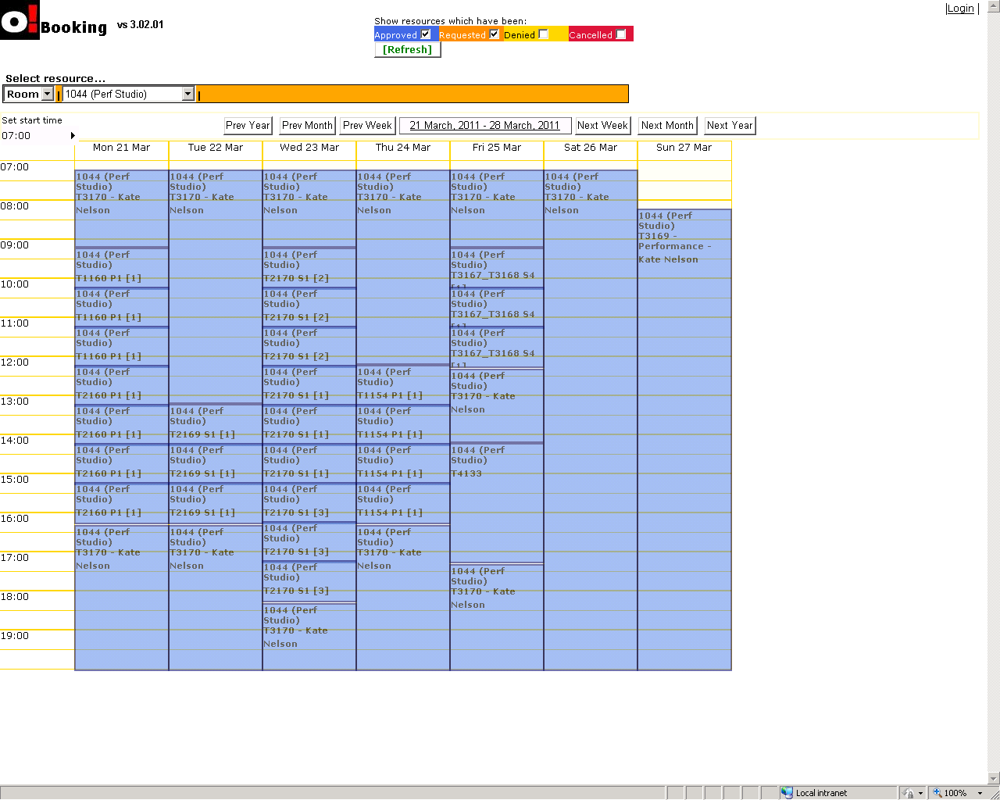 o! Booking vs 3.02.01
|Login |
Show resources which have been:
Approved Requested Denied Cancelled
[Refresh]
Select resource...
Room | 1044 (Perf Studio) |
Set start time
07:00
Prev Year Prev Month Prev Week 21 March, 2011 - 28 March, 2011 Next Week Next Month Next Year
Mon 21 Mar Tue 22 Mar Wed 23 Mar Thu 24 Mar Fri 25 Mar Sat 26 Mar Sun 27 Mar
07:00
08:00
09:00
10:00
11:00
12:00
13:00
14:00
15:00
16:00
17:00
18:00
19:00
1044 (Perf
Studio)
T3170 - Kate
Nelson
1044 (Perf
Studio)
T1160 P1 [1]
1044 (Perf
Studio)
T1160 P1 [1]
1044 (Perf
Studio)
T1160 P1 [1]
1044 (Perf
Studio)
T2160 P1 [1]
1044 (Perf
Studio)
T2160 P1 [1]
1044 (Perf
Studio)
T2160 P1 [1]
1044 (Perf
Studio)
T2160 P1 [1]
1044 (Perf
Studio)
T3170 - Kate
Nelson
1044 (Perf
Studio)
T3170 - Kate
Nelson
1044 (Perf
Studio)
T2169 S1 [1]
1044 (Perf
Studio)
T2169 S1 [1]
1044 (Perf
Studio)
T2169 S1 [1]
1044 (Perf
Studio)
T3170 - Kate
Nelson
1044 (Perf
Studio)
T3170 - Kate
Nelson
1044 (Perf
Studio)
T2170 S1 [2]
1044 (Perf
Studio)
T2170 S1 [2]
1044 (Perf
Studio)
T2170 S1 [2]
1044 (Perf
Studio)
T2170 S1 [1]
1044 (Perf
Studio)
T2170 S1 [1]
1044 (Perf
Studio)
T2170 S1 [1]
1044 (Perf
Studio)
T2170 S1 [3]
1044 (Perf
Studio)
T2170 S1 [3]
1044 (Perf
Studio)
T2170 S1 [3]
1044 (Perf
Studio)
T3170 - Kate
Nelson
1044 (Perf
Studio)
T3170 - Kate
Nelson
1044 (Perf
Studio)
T1154 P1 [1]
1044 (Perf
Studio)
T1154 P1 [1]
1044 (Perf
Studio)
T1154 P1 [1]
1044 (Perf
Studio)
T1154 P1 [1]
1044 (Perf
Studio)
T3170 - Kate
Nelson
1044 (Perf
Studio)
T3170 - Kate
Nelson
1044 (Perf
Studio)
T3167_T3168 S4
[1]
1044 (Perf
Studio)
T3167_T3168 S4
[1]
1044 (Perf
Studio)
T3167_T3168 S4
[1]
1044 (Perf
Studio)
T3170 - Kate
Nelson
1044 (Perf
Studio)
T4133
1044 (Perf
Studio)
T3170 - Kate
Nelson
1044 (Perf
Studio)
T3170 - Kate
Nelson
1044 (Perf
Studio)
T3169 -
Performance -
Kate Nelson
Local intranet 100%